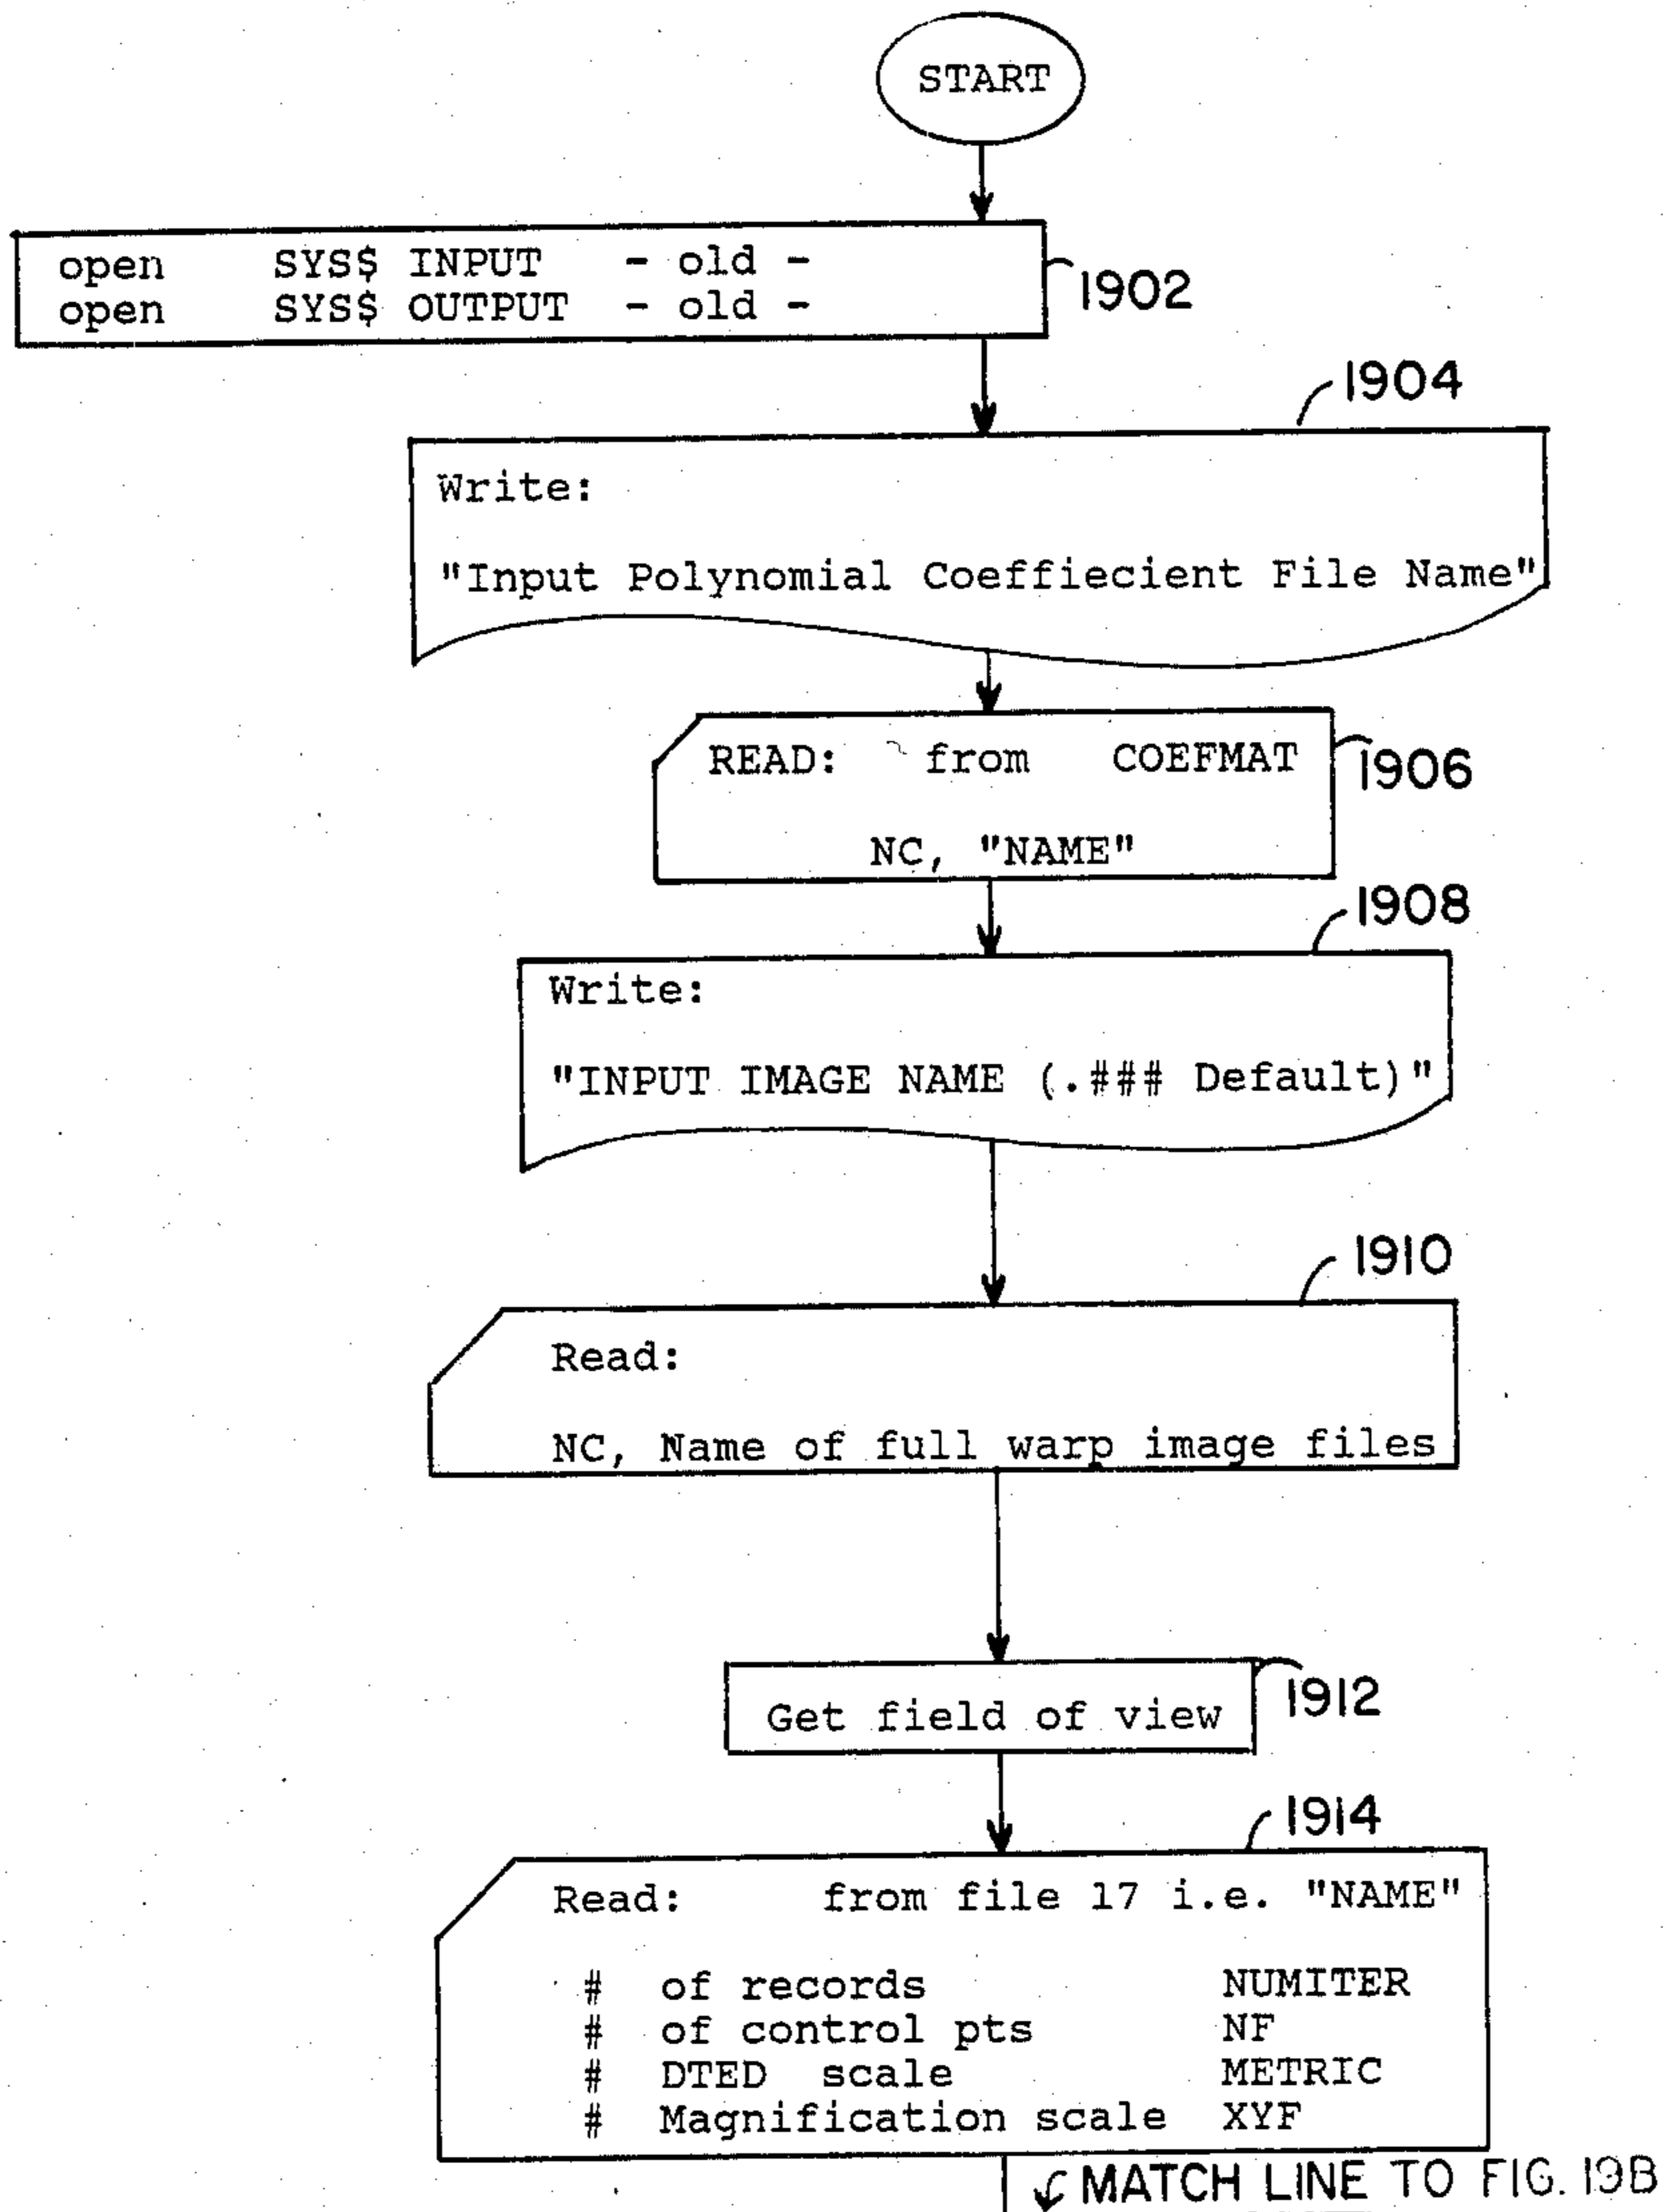 START
open SYS$ INPUT - old -
open SYS$ OUTPUT - old -
1902
1904
Write:
"Input Polynomial Coeffiecient File Name"
READ: from COEFMAT
NC, "NAME"
1906
1908
Write:
"INPUT IMAGE NAME (.### Default)"
1910
Read:
NC, Name of full warp image files
Get field of view
1912
1914
Read: from file 17 i.e. "NAME"
# of records NUMITER
# of control pts NF
# DTED scale METRIC
# Magnification scale XYF
MATCH LINE TO FIG. 19B